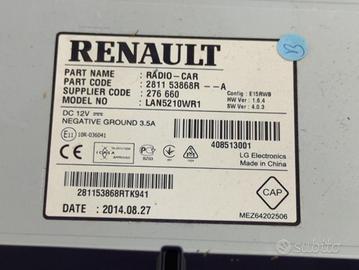 RENAULT
PART NAME : RADIO-CAR
PART CODE : 2811 53868R -- A
SUPPLIER CODE : 276 660
MODEL NO : LAN5210WR1
Config : E15RWB
HW Ver : 1.6.4
SW Ver : 4.0.3
DC 12V
NEGATIVE GROUND 3.5A
E11 10R-036041
408513001
LG Electronics
Made in China
281153868RTK941
CAP
DATE : 2014.08.27
MEZ64202506
subito